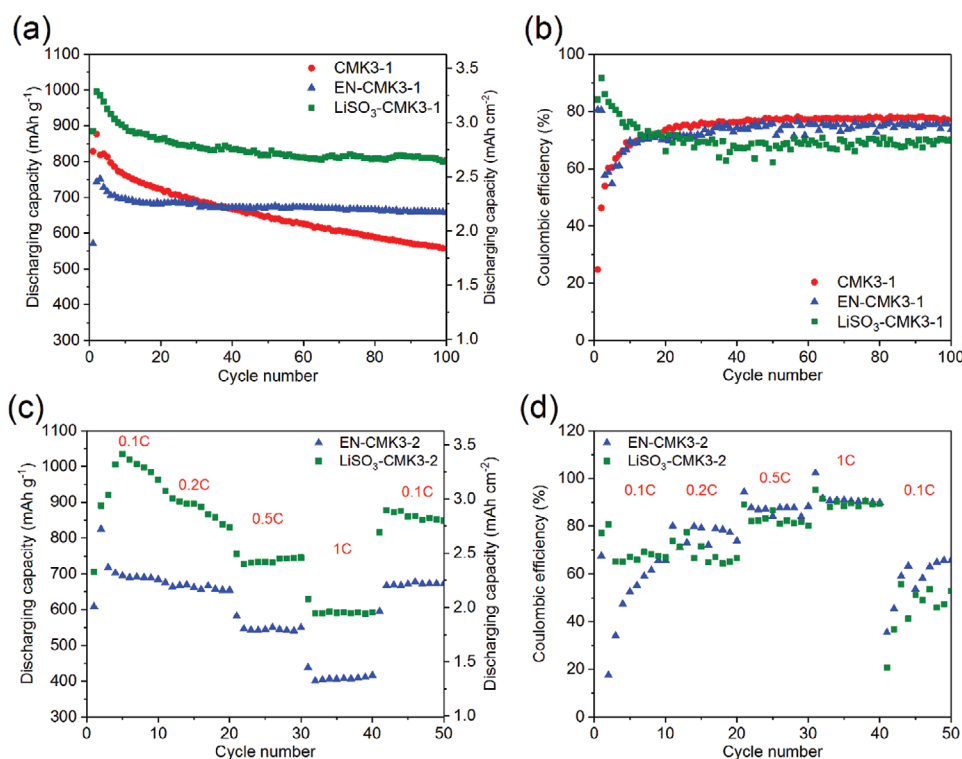 (a)
1100
1000
900
800
700
600
500
400
300
Discharging capacity (mAh g⁻¹)
3.5
3.0
2.5
2.0
1.5
1.0
Discharging capacity (mAh cm⁻²)
CMK3-1
EN-CMK3-1
LiSO₃-CMK3-1
0 20 40 60 80 100
Cycle number
(b)
100
80
60
40
20
0
Coulombic efficiency (%)
CMK3-1
EN-CMK3-1
LiSO₃-CMK3-1
0 20 40 60 80 100
Cycle number
(c)
1100
1000
900
800
700
600
500
400
300
Discharging capacity (mAh g⁻¹)
3.5
3.0
2.5
2.0
1.5
1.0
Discharging capacity (mAh cm⁻²)
EN-CMK3-2
LiSO₃-CMK3-2
0.1C
0.2C
0.5C
1C
0.1C
0 10 20 30 40 50
Cycle number
(d)
120
100
80
60
40
20
0
Coulombic efficiency (%)
EN-CMK3-2
LiSO₃-CMK3-2
0.1C
0.2C
0.5C
1C
0.1C
0 10 20 30 40 50
Cycle number